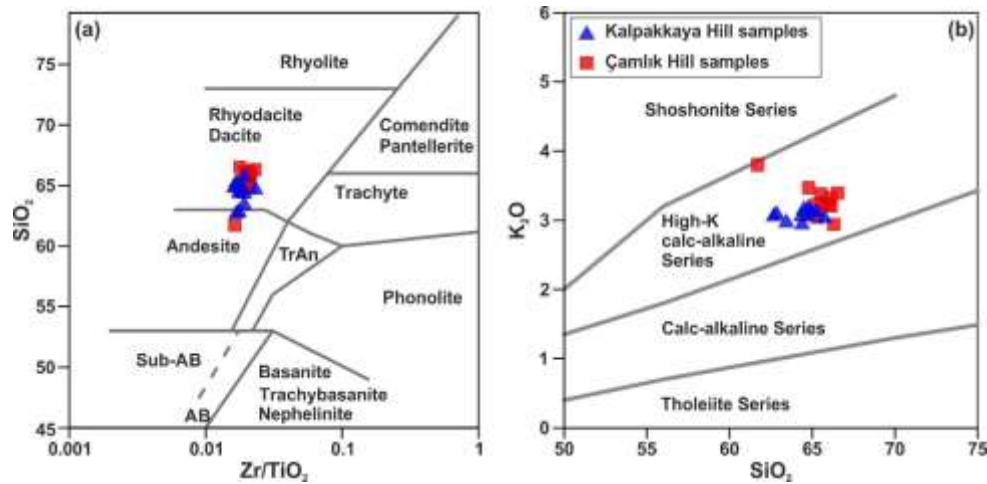 (a)
75
70
65
60
55
50
45
SiO₂
Rhyolite
Rhyodacite
Dacite
Comendite
Pantellerite
Trachyte
Andesite
TrAn
Phonolite
Sub-AB
AB
Basanite
Trachybasanite
Nephelinite
0.001
0.01
0.1
1
Zr/TiO₂
(b)
6
5
4
3
2
1
0
K₂O
Kalpakkaya Hill samples
Çamlık Hill samples
Shoshonite Series
High-K
calc-alkaline
Series
Calc-alkaline Series
Tholeiite Series
50
55
60
65
70
75
SiO₂